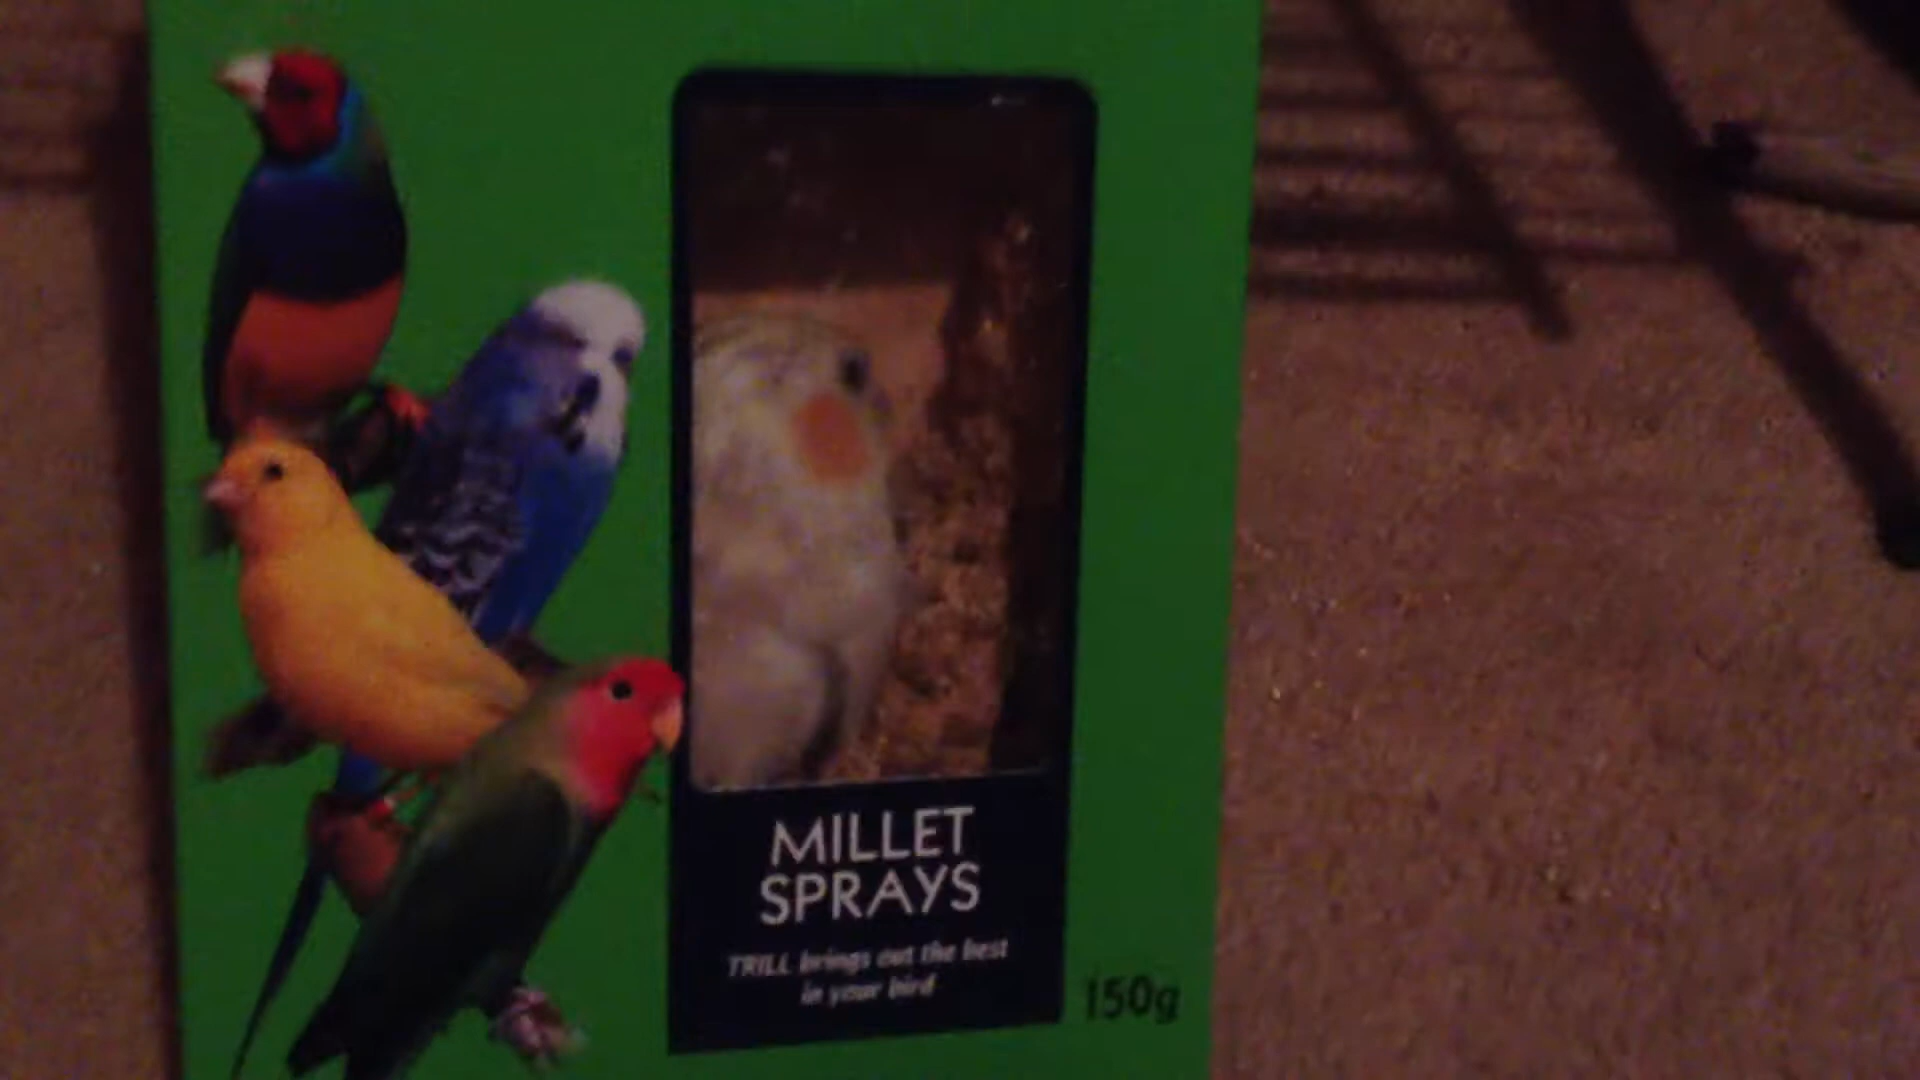 MILLET
SPRAYS
TRILL brings out the best
in your bird
150g